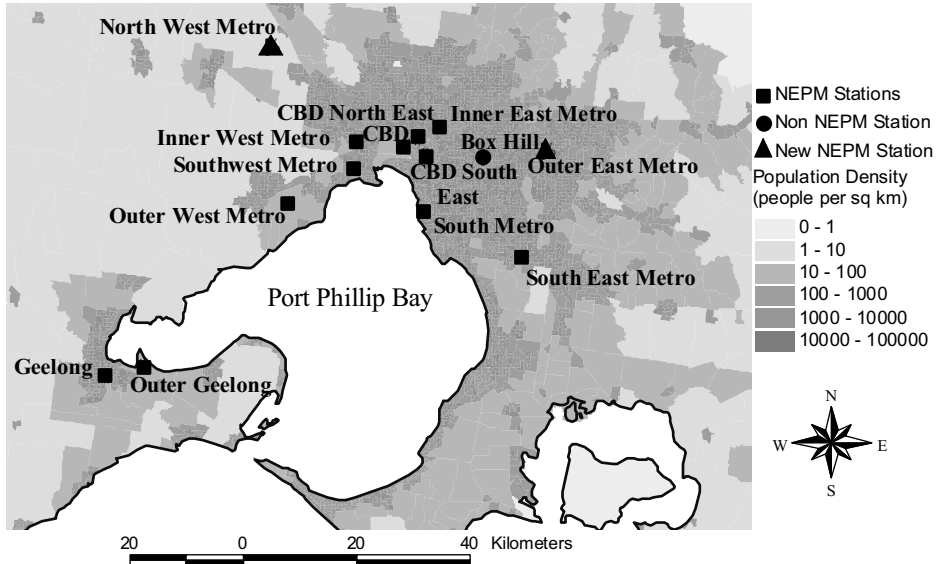 North West Metro
CBD North East
Inner East Metro
Inner West Metro
CBD
Box Hill
Southwest Metro
CBD South
East
Outer East Metro
Outer West Metro
South Metro
South East Metro
Port Phillip Bay
Geelong
Outer Geelong
NEPM Stations
Non NEPM Station
New NEPM Station
Population Density
(people per sq km)
0 - 1
1 - 10
10 - 100
100 - 1000
1000 - 10000
10000 - 100000
N
W
E
S
20 0 20 40 Kilometers